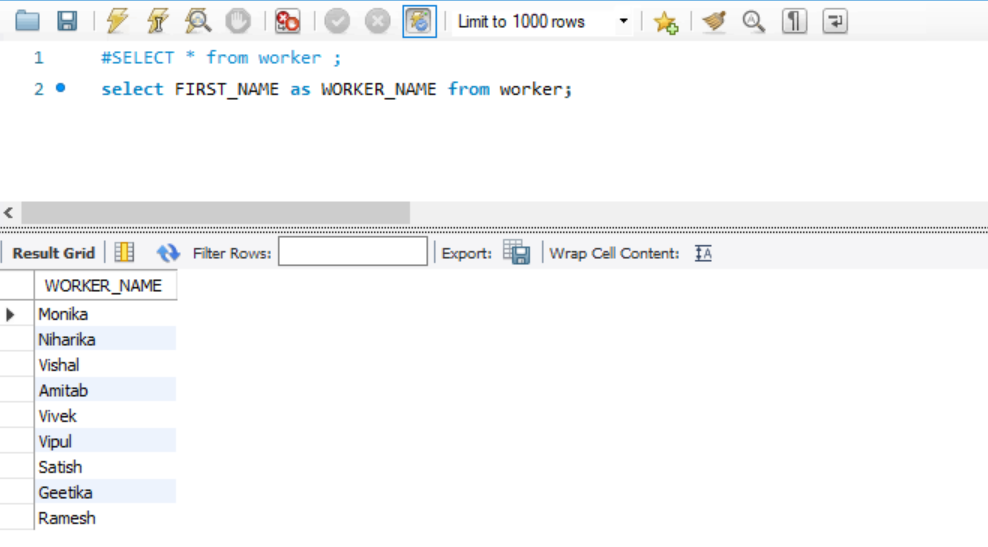 Limit to 1000 rows
1 #SELECT * from worker ;
2 select FIRST_NAME as WORKER_NAME from worker;
Result Grid Filter Rows: Export: Wrap Cell Content:
WORKER_NAME
Monika
Niharika
Vishal
Amitab
Vivek
Vipul
Satish
Geetika
Ramesh